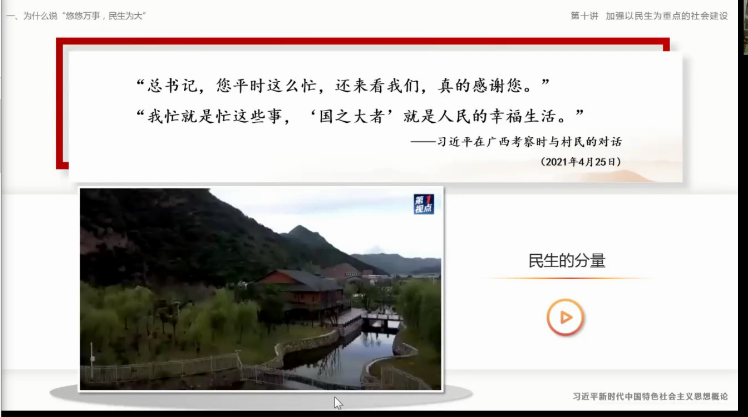 一、为什么说“悠悠万事，民生为大”
第十讲 加强以民生为重点的社会建设
“总书记，您平时这么忙，还来看我们，真的感谢您。”
“我忙就是忙这些事，‘国之大者’就是人民的幸福生活。”
——习近平在广西考察时与村民的对话
（2021年4月25日）
第1
视点
民生的分量
习近平新时代中国特色社会主义思想概论